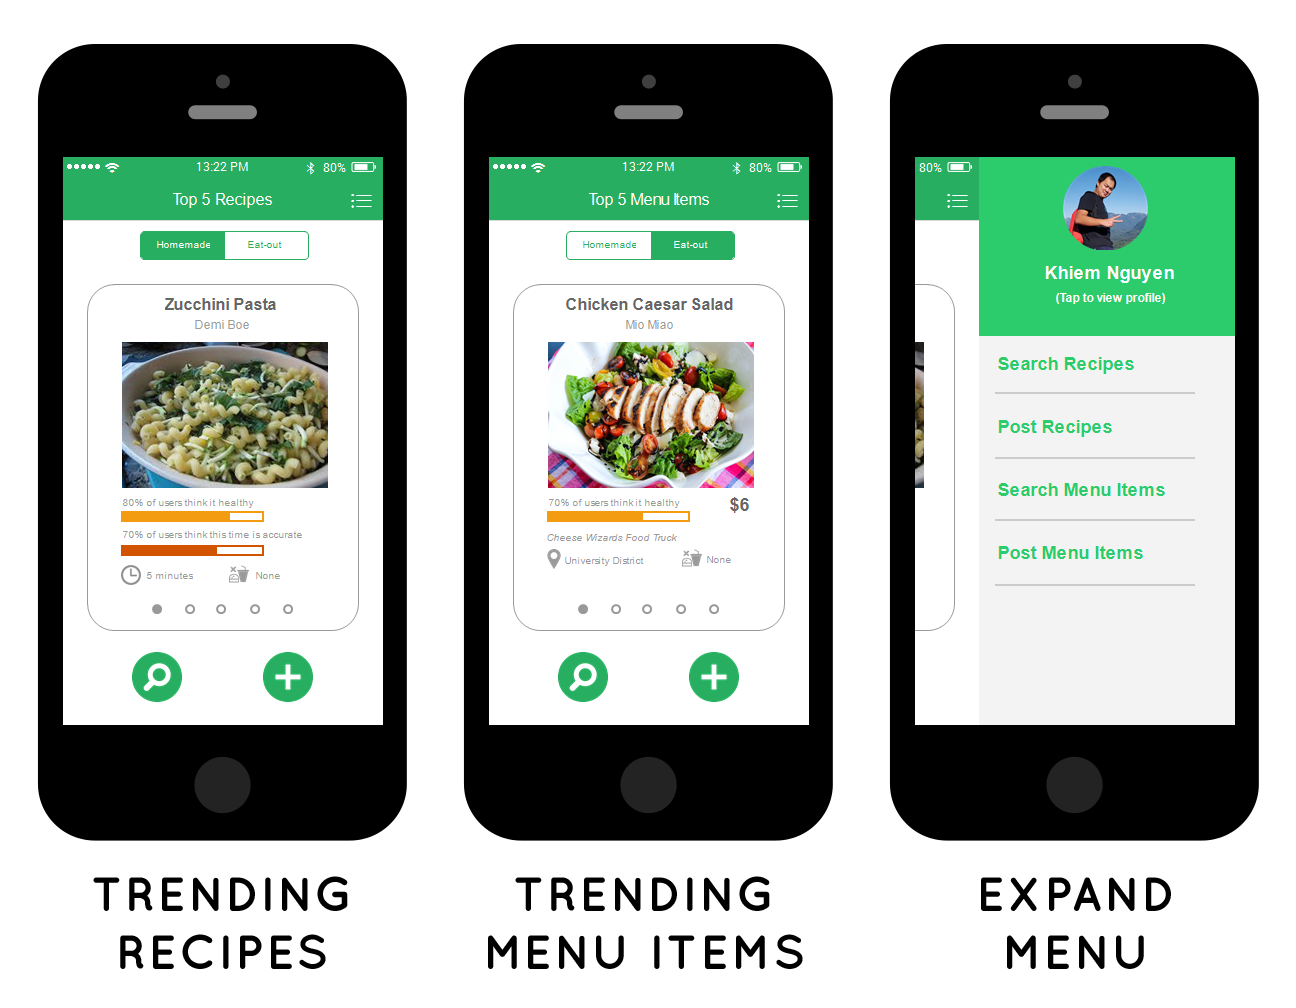 13:22 PM
80%
Top 5 Recipes
Homemade
Eat-out
Zucchini Pasta
Demi Boe
80% of users think it healthy
70% of users think this time is accurate
5 minutes
None
TRENDING
RECIPES
13:22 PM
80%
Top 5 Menu Items
Homemade
Eat-out
Chicken Caesar Salad
Mio Miao
70% of users think it healthy
$6
Cheese Wizards Food Truck
University District
None
TRENDING
MENU ITEMS
80%
Khiem Nguyen
(Tap to view profile)
Search Recipes
Post Recipes
Search Menu Items
Post Menu Items
EXPAND
MENU